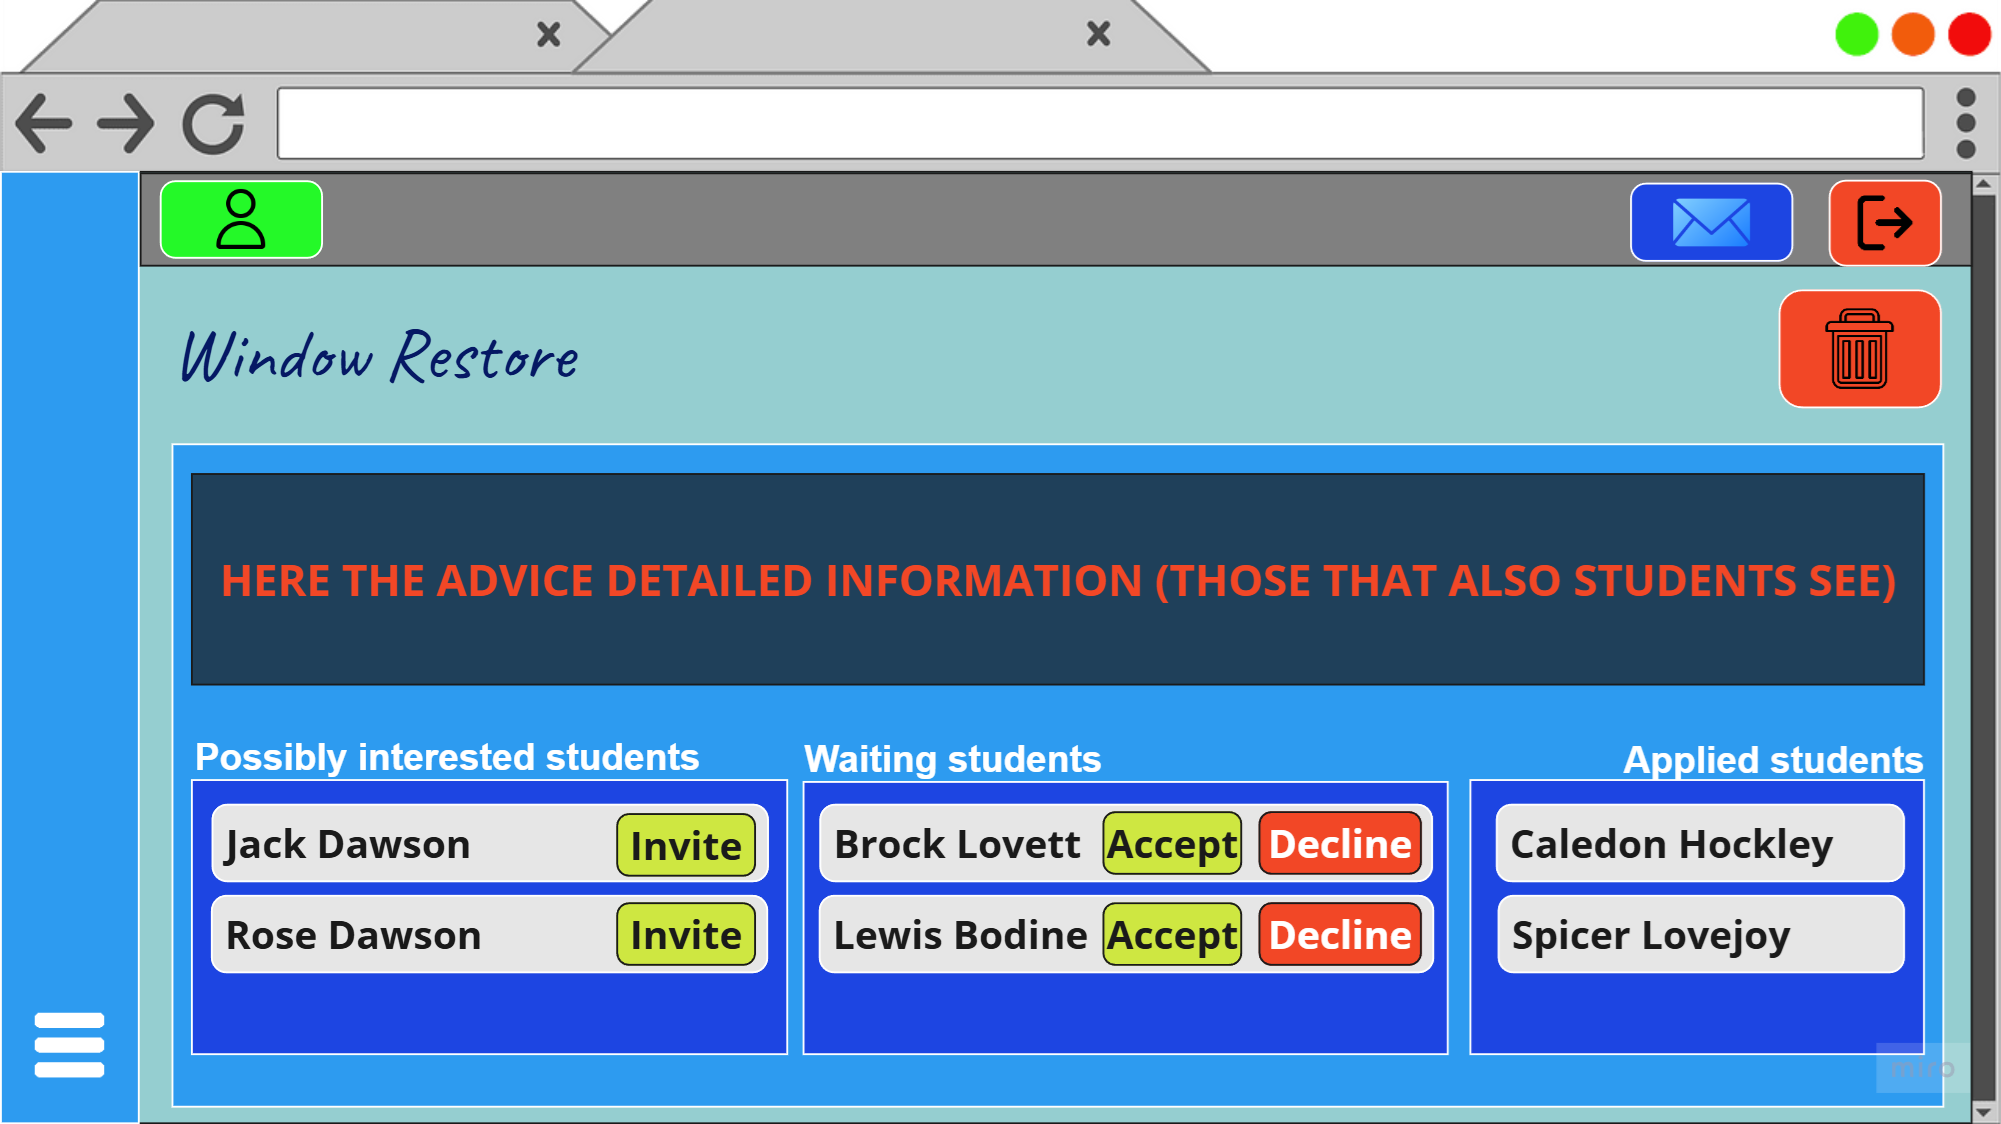 Window Restore
HERE THE ADVICE DETAILED INFORMATION (THOSE THAT ALSO STUDENTS SEE)
Possibly interested students
Jack Dawson Invite
Rose Dawson Invite
Waiting students
Brock Lovett Accept Decline
Lewis Bodine Accept Decline
Applied students
Caledon Hockley
Spicer Lovejoy
miro